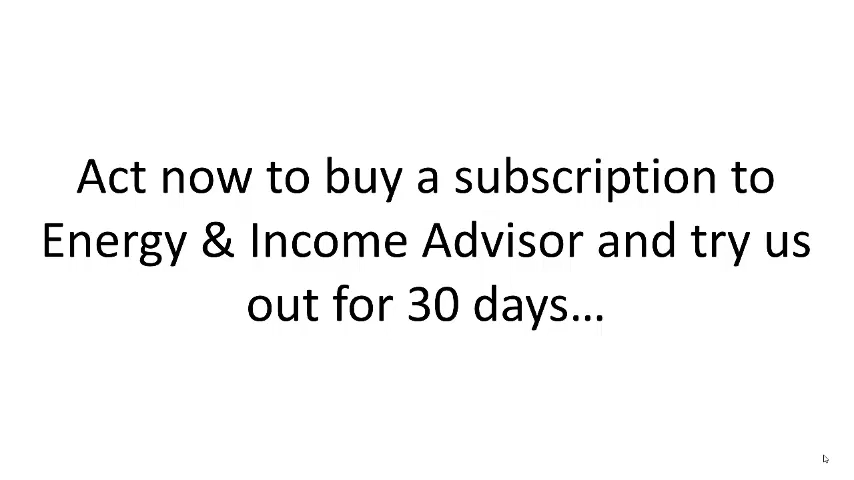 Act now to buy a subscription to
Energy & Income Advisor and try us
out for 30 days…